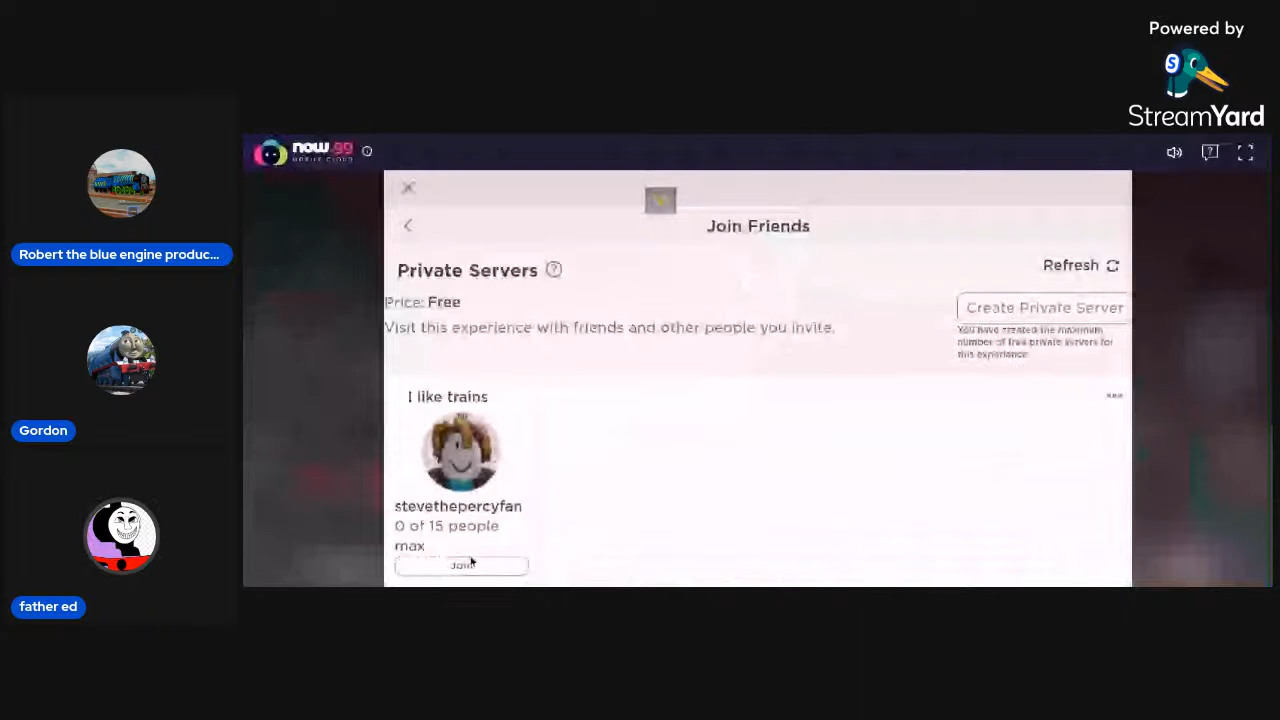 Powered by
StreamYard
now.gg
MOBILE CLOUD
Join Friends
Private Servers
Refresh
Price: Free
Create Private Server
Visit this experience with friends and other people you invite.
You have created the maximum
number of free private servers for
this experience
I like trains
stevethepercyfan
0 of 15 people
max
Join
Robert the blue engine produc...
Gordon
father ed